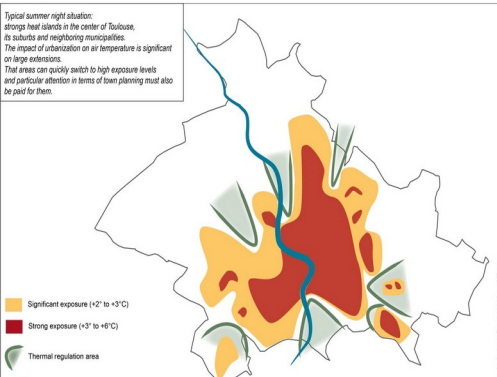 Typical summer night situation:
strongs heat islands in the center of Toulouse,
its suburbs and neighboring municipalities.
The impact of urbanization on air temperature is significant
on large extensions.
That areas can quickly switch to high exposure levels
and particular attention in terms of town planning must also
be paid for them.
Significant exposure (+2° to +3°C)
Strong exposure (+3° to +6°C)
Thermal regulation area